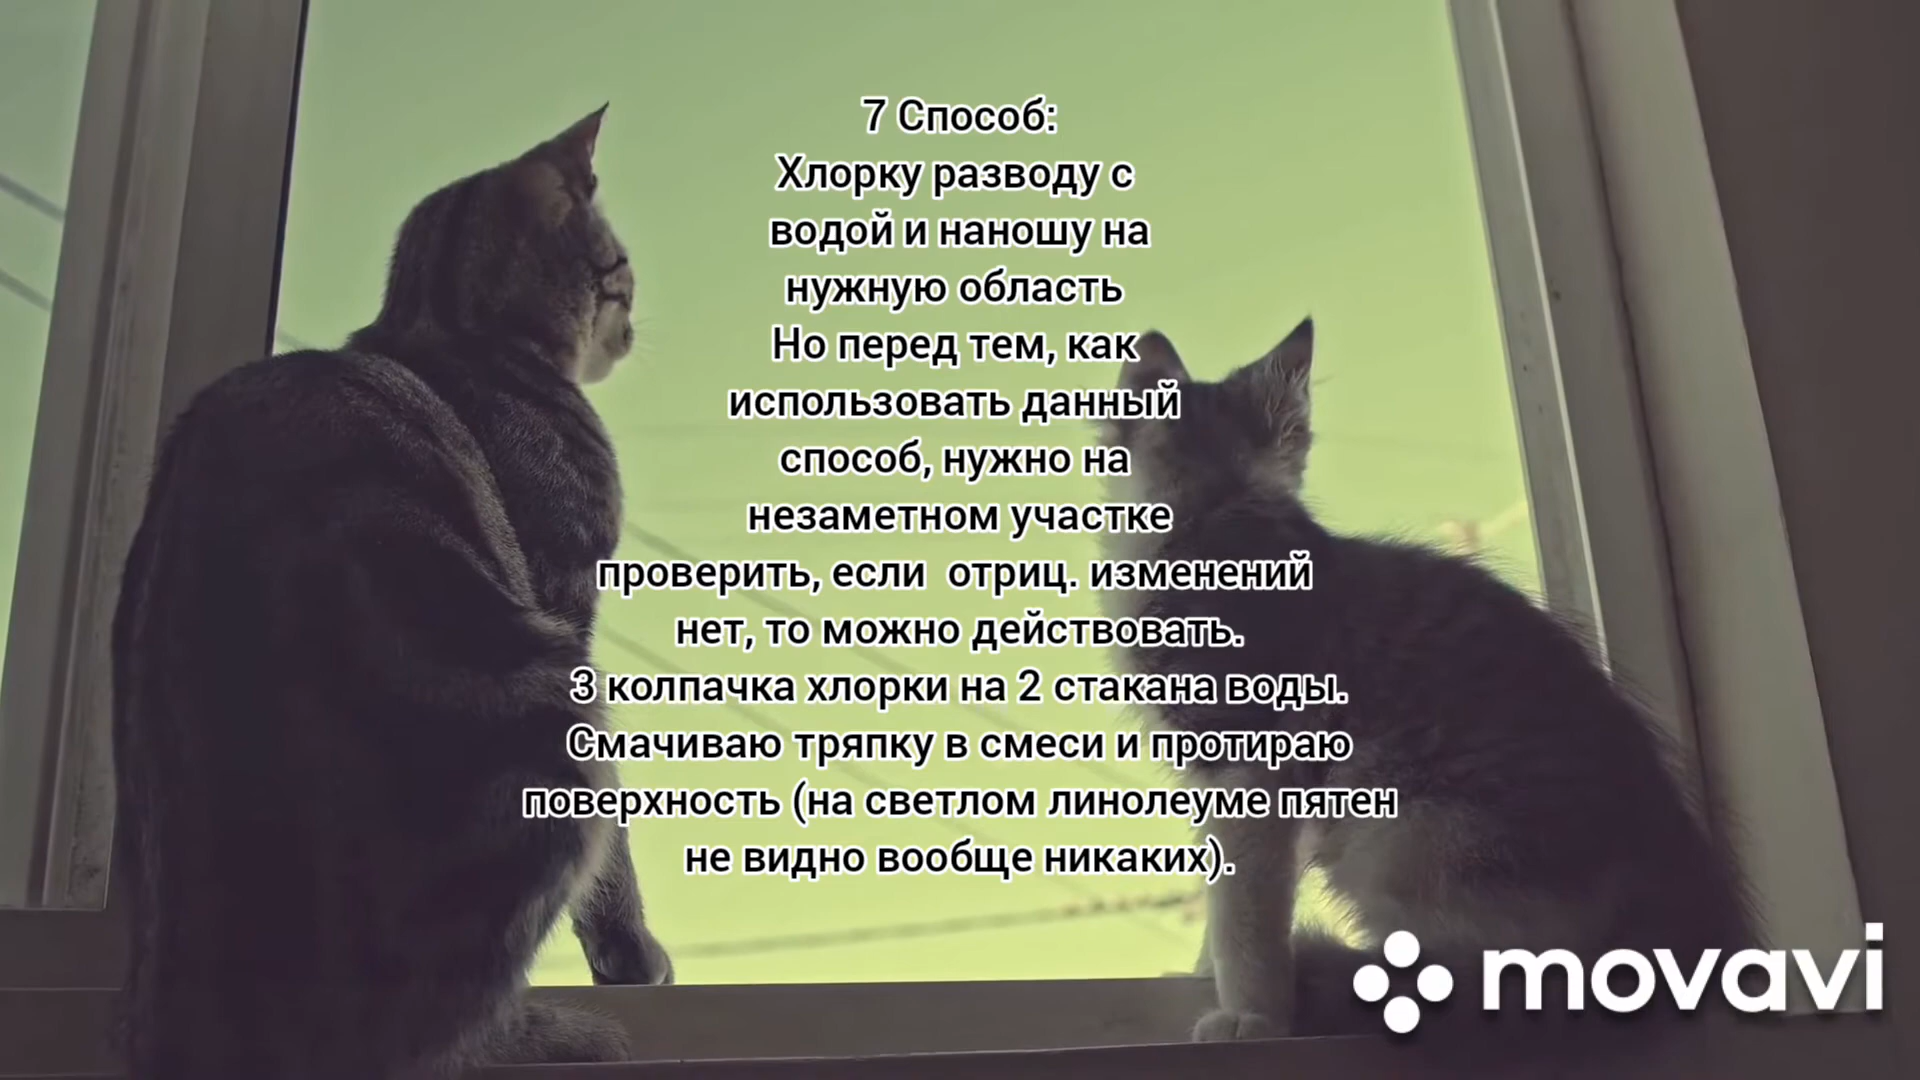 7 Способ:
Хлорку разводу с
водой и наношу на
нужную область
Но перед тем, как
использовать данный
способ, нужно на
незаметном участке
проверить, если  отриц. изменений
нет, то можно действовать.
3 колпачка хлорки на 2 стакана воды.
Смачиваю тряпку в смеси и протираю
поверхность (на светлом линолеуме пятен
не видно вообще никаких).
movavi